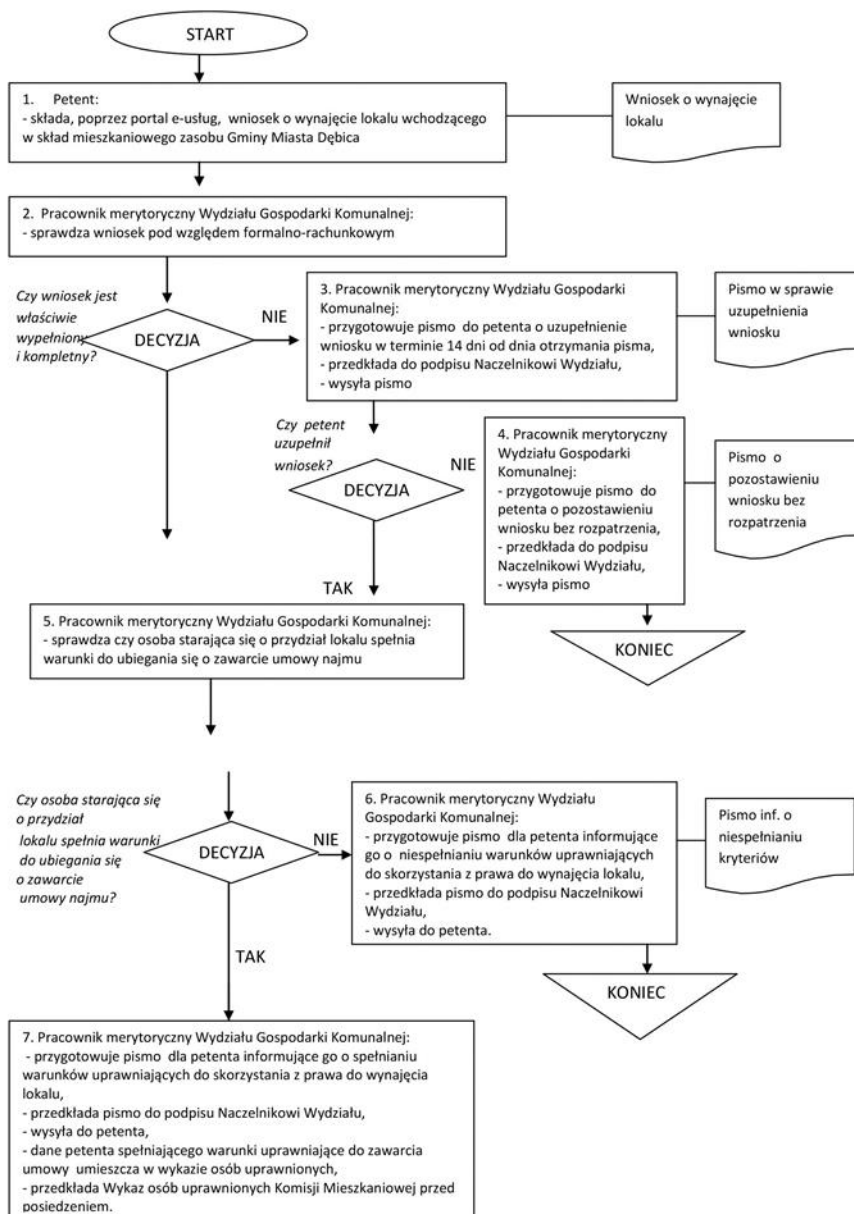 START
1. Petent:
- składa, poprzez portal e-usług, wniosek o wynajęcie lokalu wchodzącego
w skład mieszkaniowego zasobu Gminy Miasta Dębica
Wniosek o wynajęcie
lokalu
2. Pracownik merytoryczny Wydziału Gospodarki Komunalnej:
- sprawdza wniosek pod względem formalno-rachunkowym
Czy wniosek jest
właściwie
wypełniony
i kompletny?
DECYZJA
NIE
3. Pracownik merytoryczny Wydziału Gospodarki
Komunalnej:
- przygotowuje pismo do petenta o uzupełnienie
wniosku w terminie 14 dni od dnia otrzymania pisma,
- przedkłada do podpisu Naczelnikowi Wydziału,
- wysyła pismo
Pismo w sprawie
uzupełnienia
wniosku
Czy petent
uzupełnił
wniosek?
DECYZJA
NIE
4. Pracownik merytoryczny
Wydziału Gospodarki
Komunalnej:
- przygotowuje pismo do
petenta o pozostawieniu
wniosku bez rozpatrzenia,
- przedkłada do podpisu
Naczelnikowi Wydziału,
- wysyła pismo
Pismo o
pozostawieniu
wniosku bez
rozpatrzenia
TAK
KONIEC
5. Pracownik merytoryczny Wydziału Gospodarki Komunalnej:
- sprawdza czy osoba starająca się o przydział lokalu spełnia
warunki do ubiegania się o zawarcie umowy najmu
Czy osoba starająca się
o przydział
lokalu spełnia warunki
do ubiegania się
o zawarcie
umowy najmu?
DECYZJA
NIE
6. Pracownik merytoryczny Wydziału
Gospodarki Komunalnej:
- przygotowuje pismo dla petenta informujące
go o niespełnianiu warunków uprawniających
do skorzystania z prawa do wynajęcia lokalu,
- przedkłada pismo do podpisu Naczelnikowi
Wydziału,
- wysyła do petenta.
Pismo inf. o
niespełnianiu
kryteriów
TAK
KONIEC
7. Pracownik merytoryczny Wydziału Gospodarki Komunalnej:
- przygotowuje pismo dla petenta informujące go o spełnianiu
warunków uprawniających do skorzystania z prawa do wynajęcia
lokalu,
- przedkłada pismo do podpisu Naczelnikowi Wydziału,
- wysyła do petenta,
- dane petenta spełniającego warunki uprawniające do zawarcia
umowy umieszcza w wykazie osób uprawnionych,
- przedkłada Wykaz osób uprawnionych Komisji Mieszkaniowej przed
posiedzeniem.